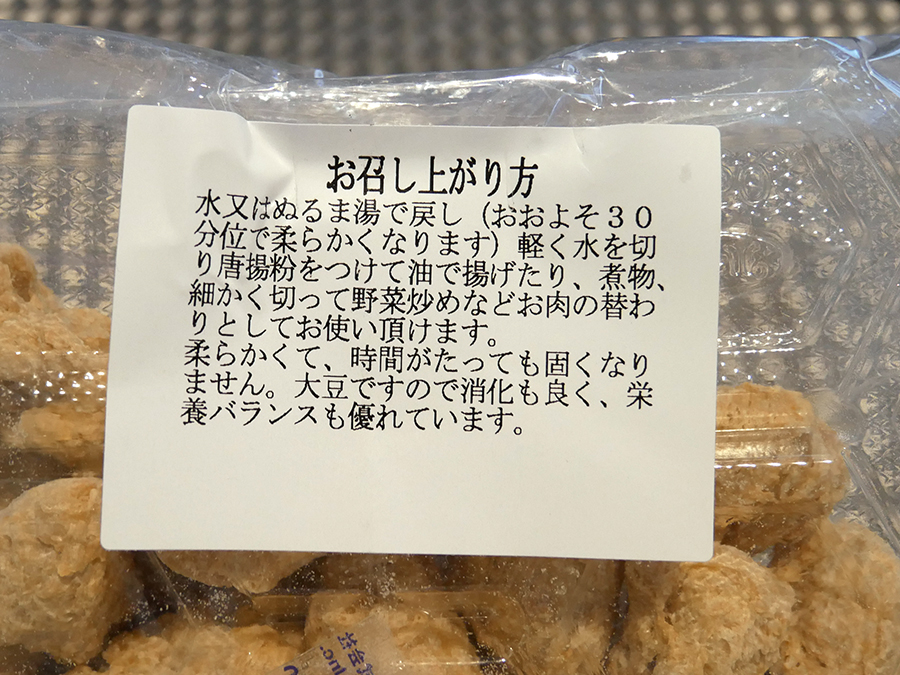 お召し上がり方
水又はぬるま湯で戻し（おおよそ３０
分位で柔らかくなります）軽く水を切
り唐揚粉をつけて油で揚げたり、煮物、
細かく切って野菜炒めなどお肉の替わ
りとしてお使い頂けます。
柔らかくて、時間がたっても固くなり
ません。大豆ですので消化も良く、栄
養バランスも優れています。